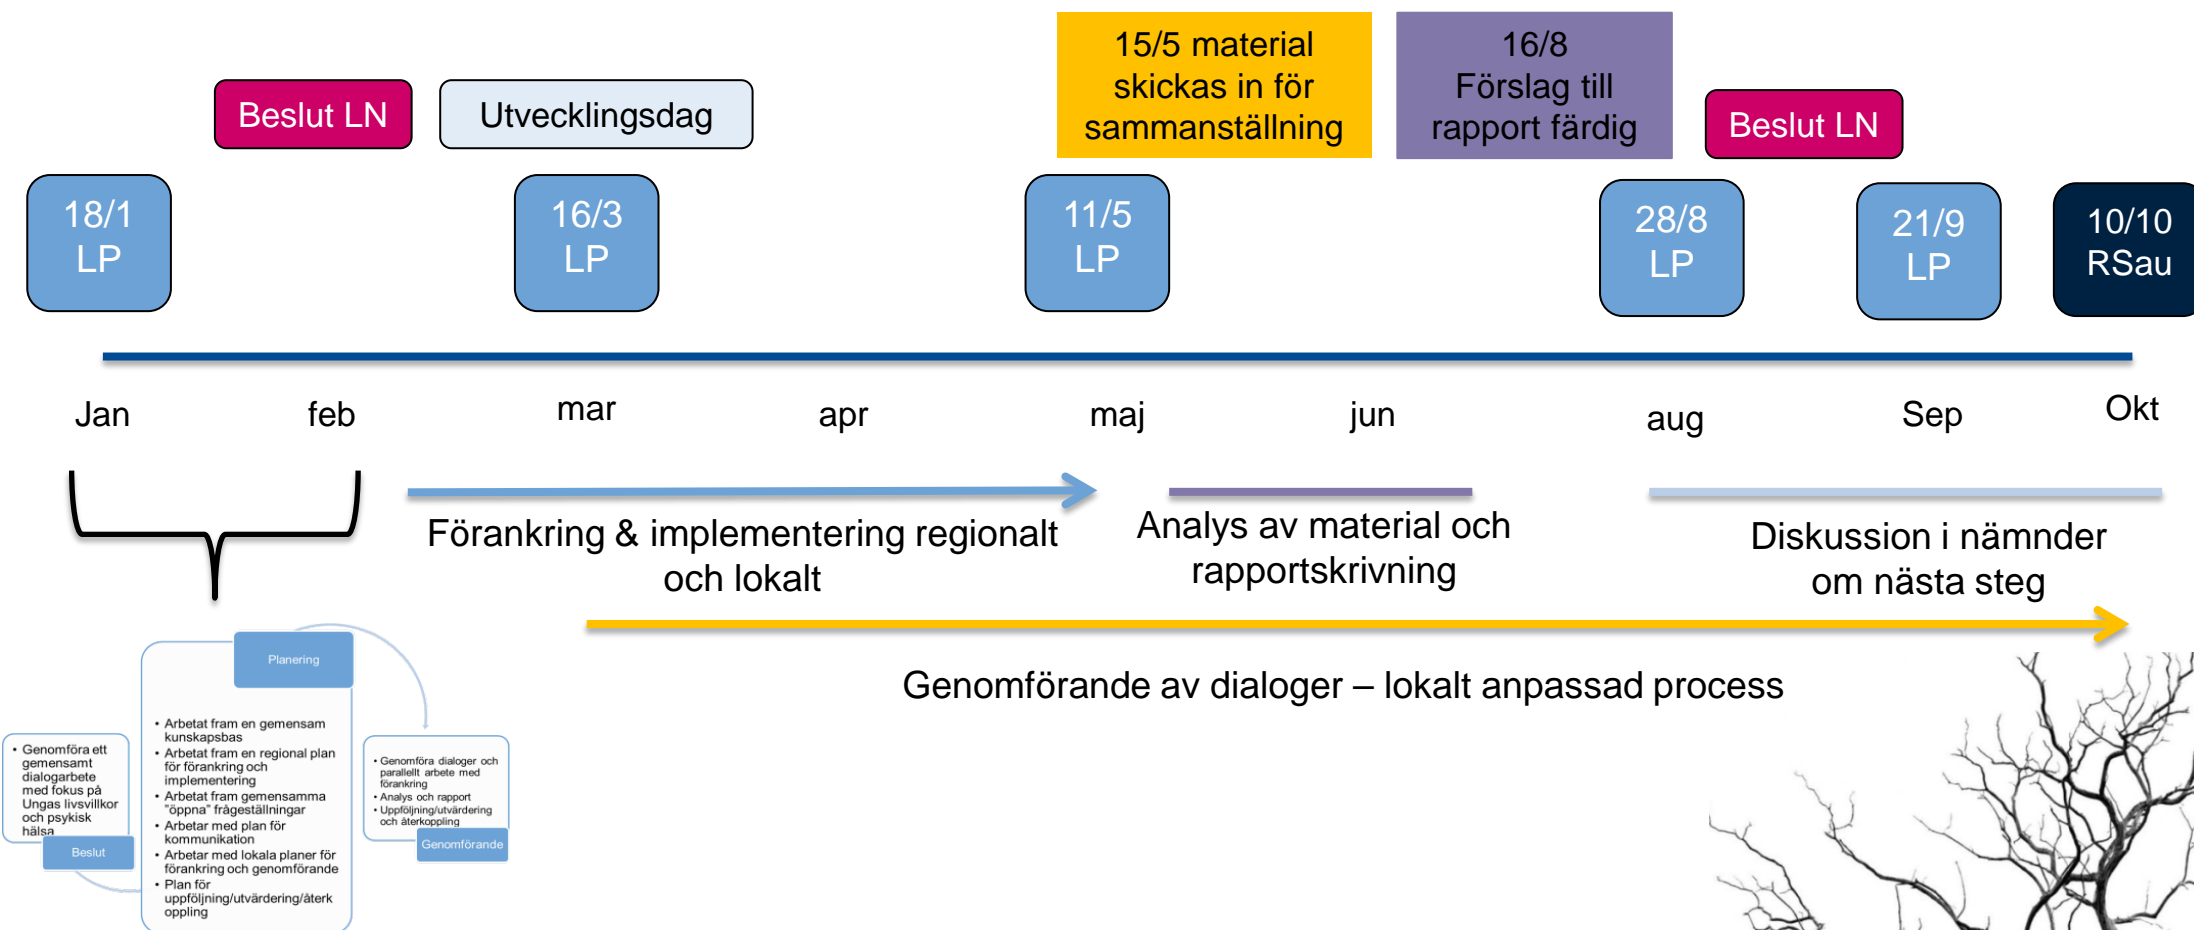 15/5 material
skickas in för
sammanställning
16/8
Förslag till
rapport färdig
Beslut LN
Utvecklingsdag
Beslut LN
18/1
LP
16/3
LP
11/5
LP
28/8
LP
21/9
LP
10/10
RSau
Jan
feb
mar
apr
maj
jun
aug
Sep
Okt
Förankring & implementering regionalt
och lokalt
Analys av material och
rapportskrivning
Diskussion i nämnder
om nästa steg
Genomförande av dialoger – lokalt anpassad process
• Genomföra ett
gemensamt
dialogarbete
med fokus på
Ungas livsvillkor
och psykisk
hälsa
Beslut
Planering
• Arbetat fram en gemensam
kunskapsbas
• Arbetat fram en regional plan
för förankring och
implementering
• Arbetat fram gemensamma
"öppna" frågeställningar
• Arbetar med plan för
kommunikation
• Arbetar med lokala planer för
förankring och genomförande
• Plan för
uppföljning/utvärdering/återk
oppling
• Genomföra dialoger och
parallellt arbete med
förankring
• Analys och rapport
• Uppföljning/utvärdering
och återkoppling
Genomförande